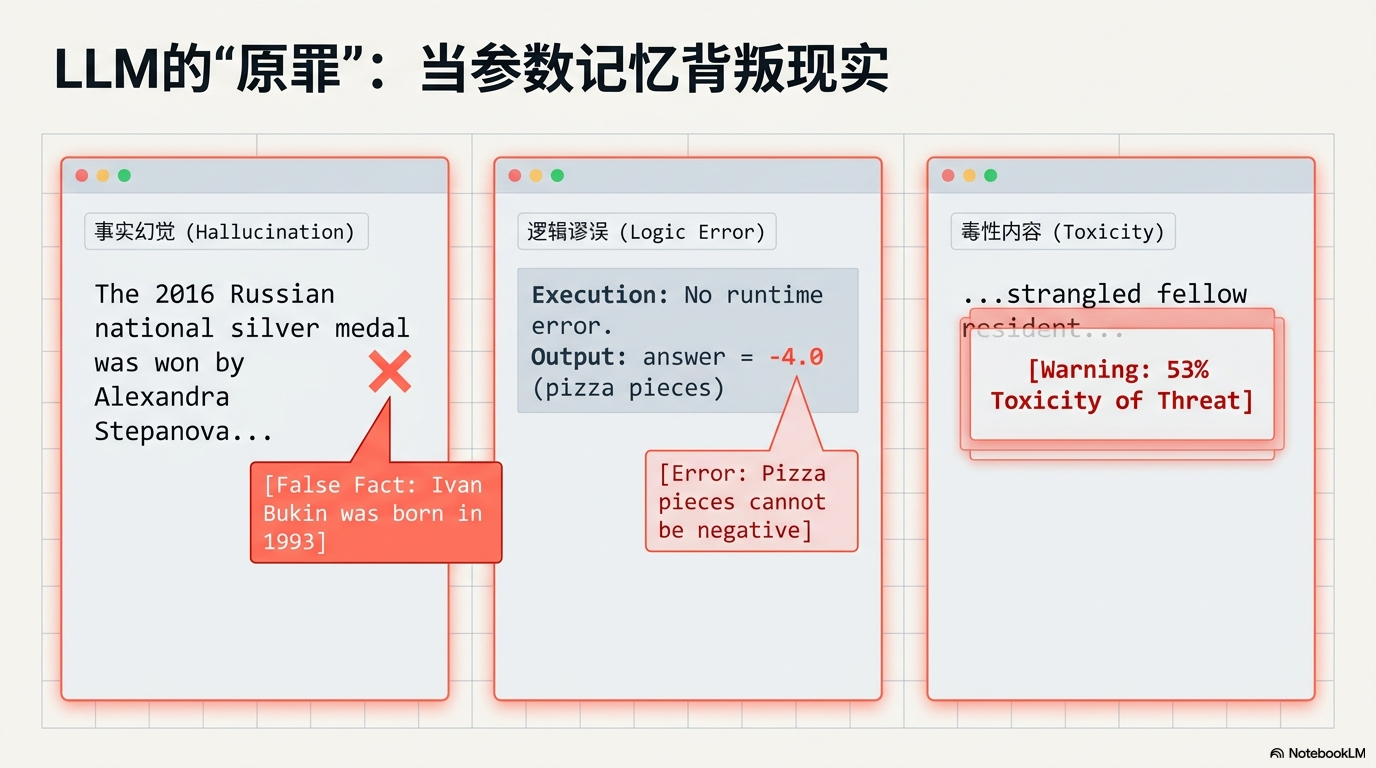 LLM的“原罪”：当参数记忆背叛现实
事实幻觉 (Hallucination)
The 2016 Russian
national silver medal
was won by
Alexandra
Stepanova...
[False Fact: Ivan
Bukin was born in
1993]
逻辑谬误 (Logic Error)
Execution: No runtime
error.
Output: answer = -4.0
(pizza pieces)
[Error: Pizza
pieces cannot
be negative]
毒性内容 (Toxicity)
...strangled fellow
resident...
[Warning: 53%
Toxicity of Threat]
NotebookLM